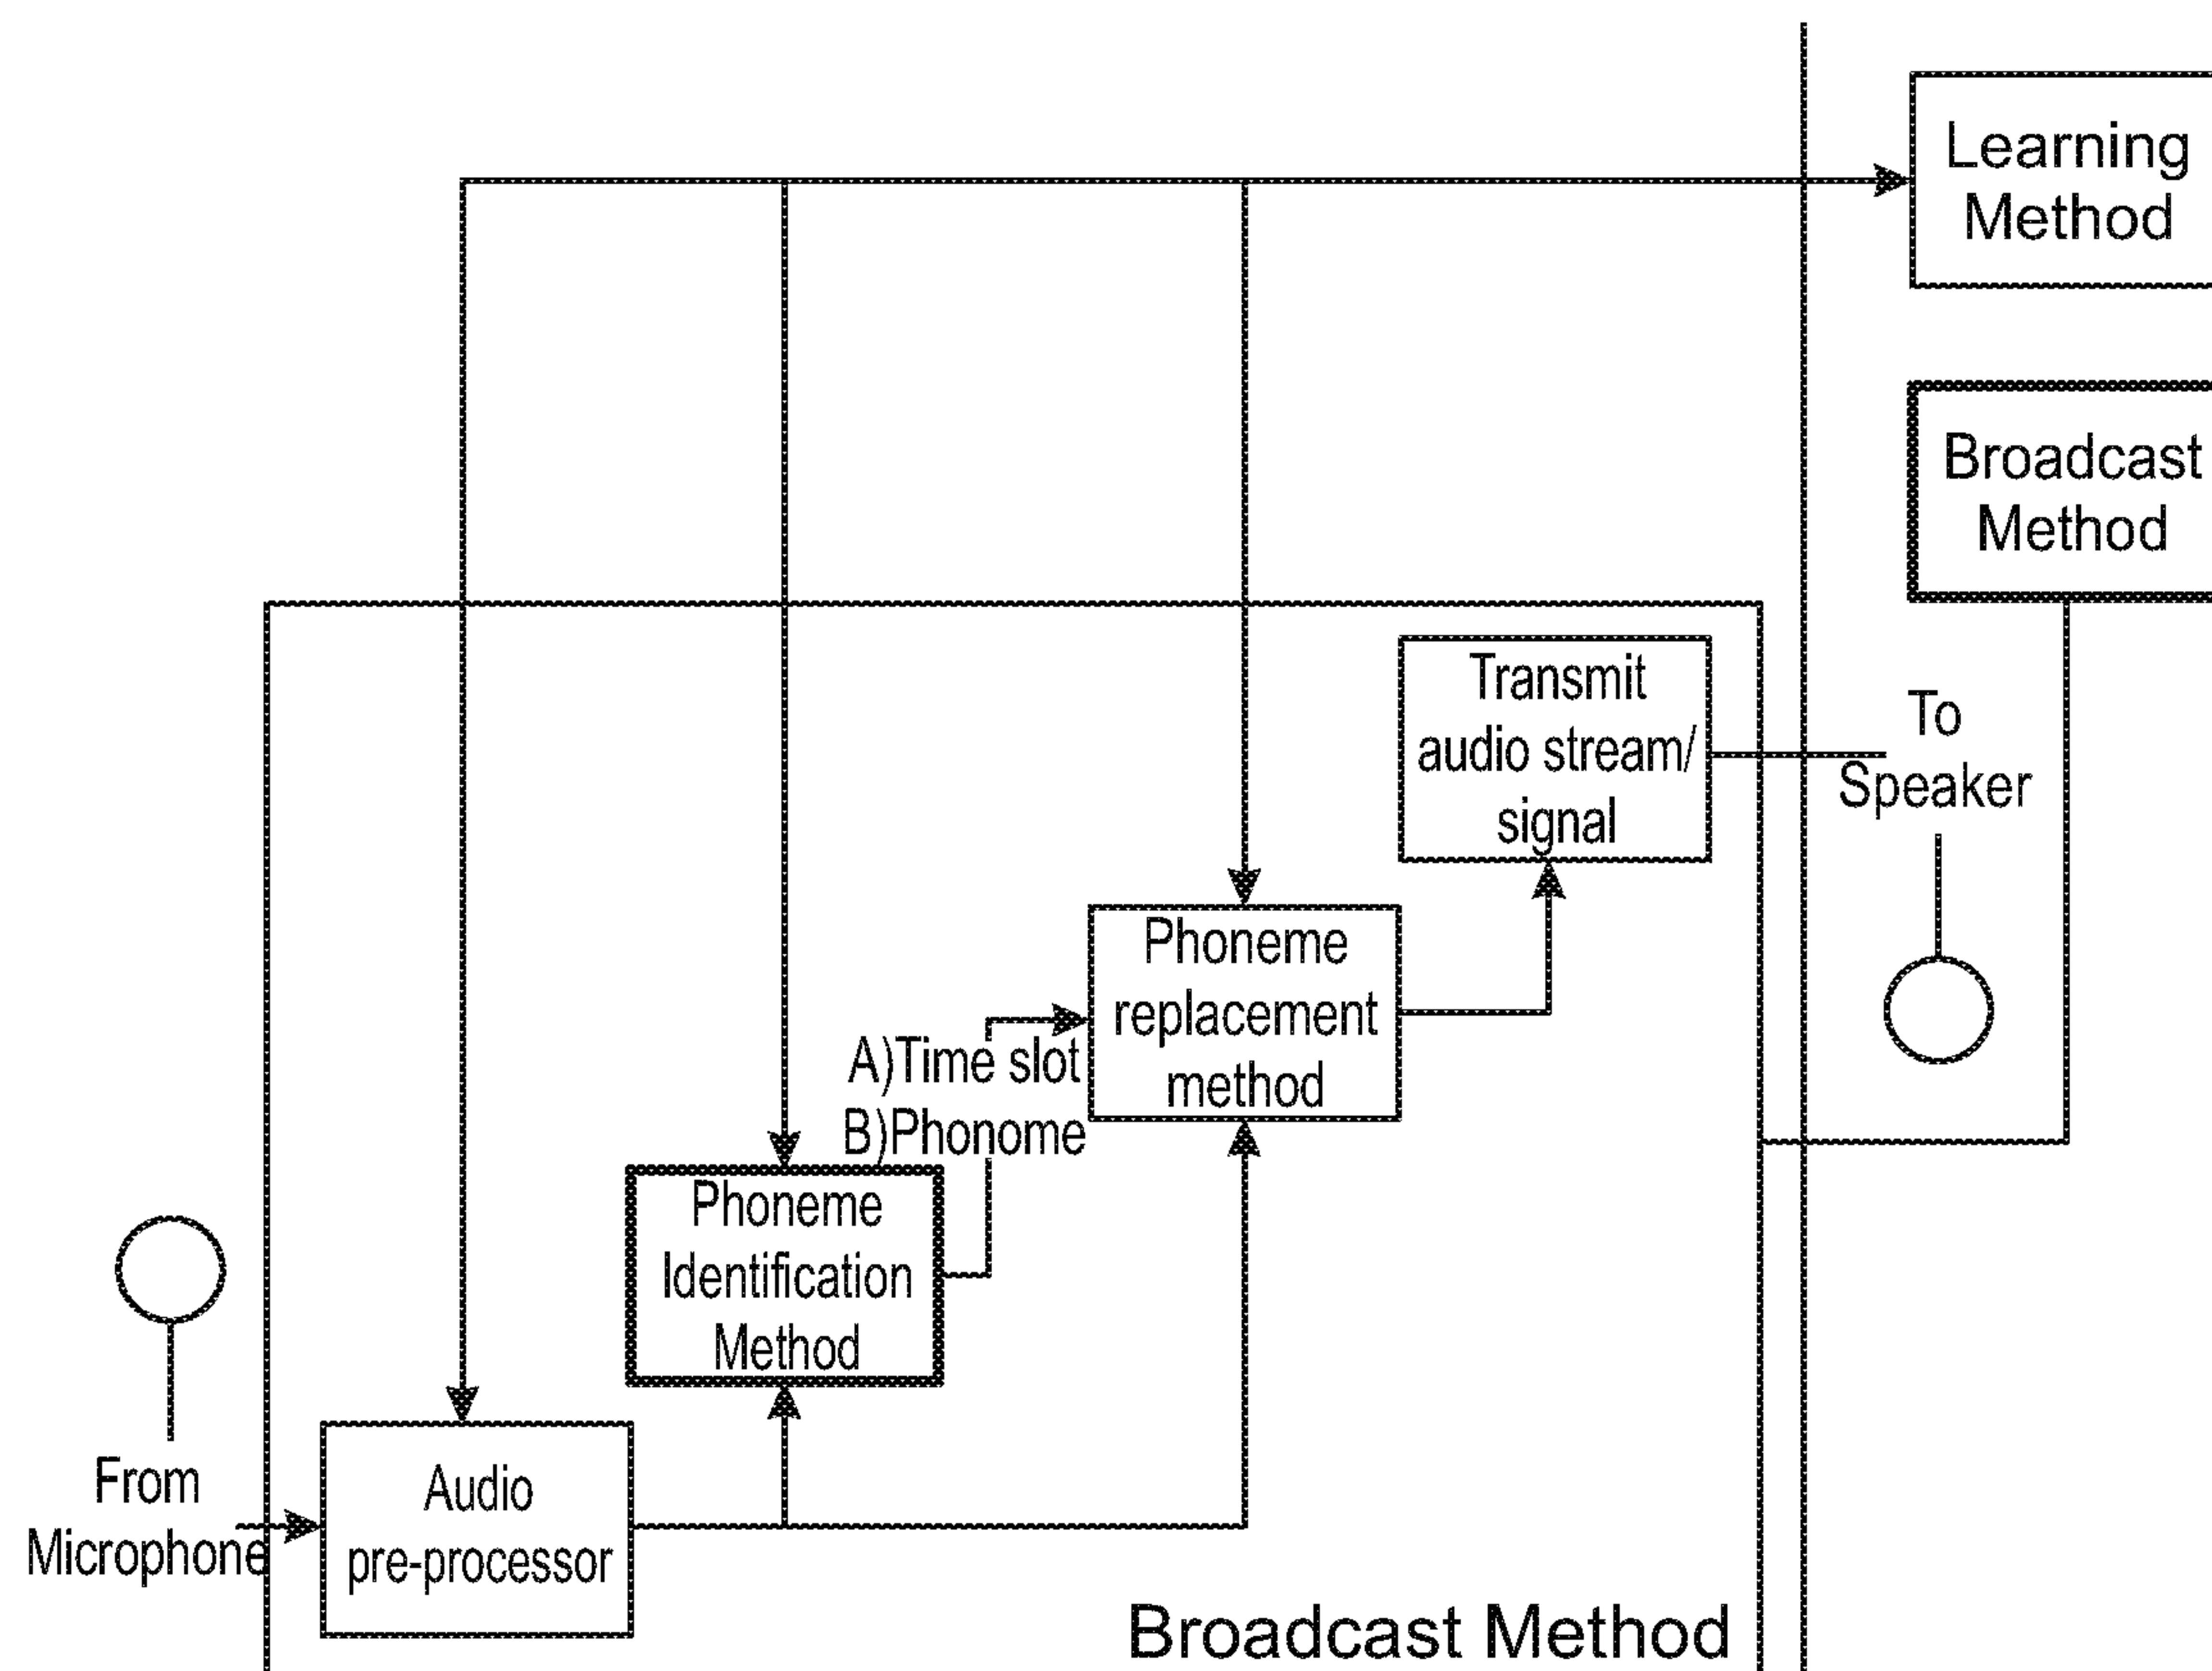 Learning
Method
Broadcast
Method
Transmit
audio stream/
signal
To
Speaker
Phoneme
replacement
method
A)Time slot
B)Phonome
Phoneme
Identification
Method
From
Microphone
Audio
pre-processor
Broadcast Method